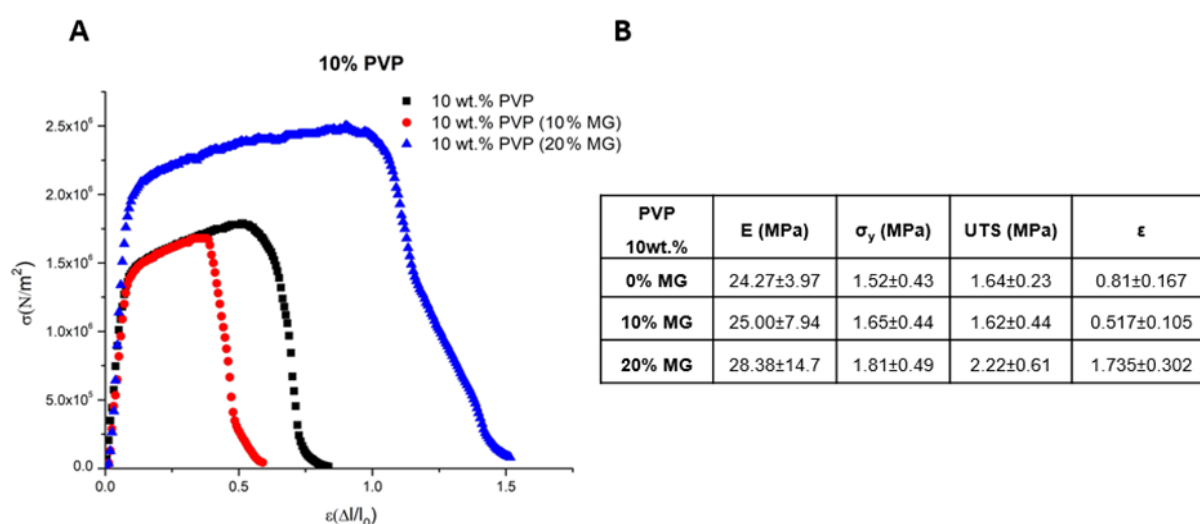 A
B
10% PVP
10 wt.% PVP
10 wt.% PVP (10% MG)
10 wt.% PVP (20% MG)
2.5x10⁶
2.0x10⁶
1.5x10⁶
1.0x10⁶
5.0x10⁵
0.0
0.0 0.5 1.0 1.5
σ(N/m²)
ε(Δl/l₀)
PVP 10wt.% E (MPa) σy (MPa) UTS (MPa) ε
0% MG 24.27±3.97 1.52±0.43 1.64±0.23 0.81±0.167
10% MG 25.00±7.94 1.65±0.44 1.62±0.44 0.517±0.105
20% MG 28.38±14.7 1.81±0.49 2.22±0.61 1.735±0.302